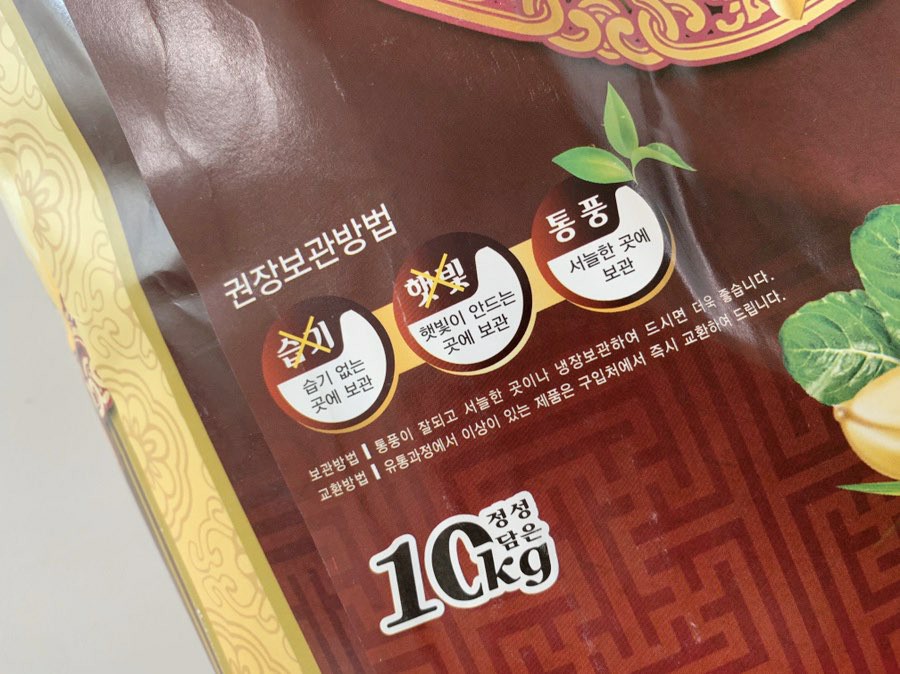 권장보관방법
습기
습기 없는
곳에 보관
햇빛
햇빛이 안드는
곳에 보관
통풍
서늘한 곳에
보관
보관방법 | 통풍이 잘되고 서늘한 곳이나 냉장보관하여 드시면 더욱 좋습니다.
교환방법 | 유통과정에서 이상이 있는 제품은 구입처에서 즉시 교환하여 드립니다.
정성
담은
10kg